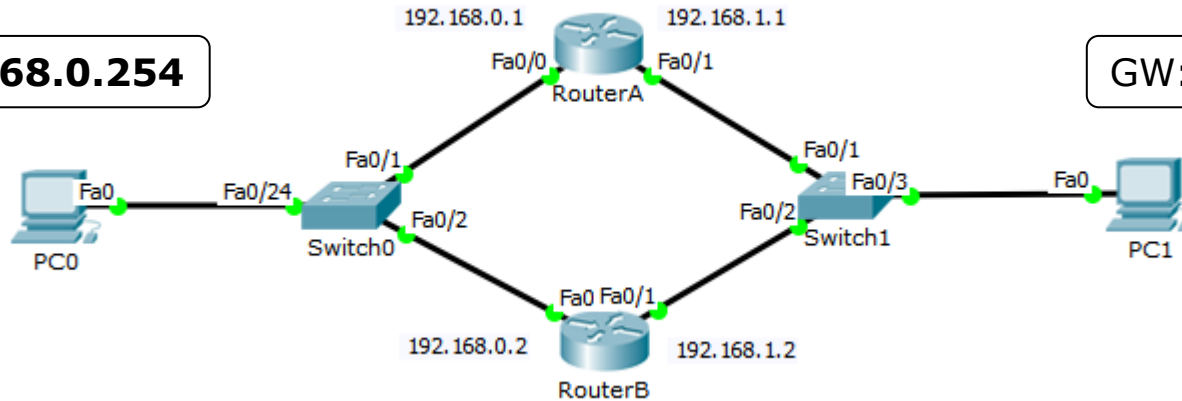 192.168.0.1
192.168.1.1
68.0.254
GW:
Fa0/0
Fa0/1
RouterA
Fa0/1
Fa0/1
Fa0
Fa0/24
Fa0/3
Fa0
Fa0/2
Fa0/2
Switch0
Switch1
PC0
PC1
Fa0
Fa0/1
192.168.0.2
192.168.1.2
RouterB